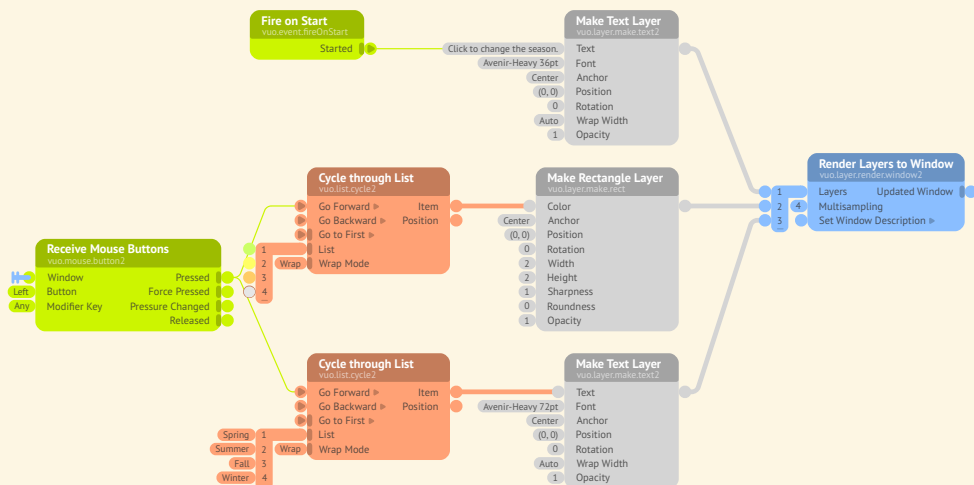 Fire on Start
vuo.event.fireOnStart
Started
Make Text Layer
vuo.layer.make.text2
Click to change the season. Text
Avenir-Heavy 36pt Font
Center Anchor
(0, 0) Position
0 Rotation
Auto Wrap Width
1 Opacity
Cycle through List
vuo.list.cycle2
Go Forward Item
Go Backward Position
Go to First
1 List
2 Wrap Wrap Mode
3
4
Make Rectangle Layer
vuo.layer.make.rect
Color
Center Anchor
(0, 0) Position
0 Rotation
2 Width
2 Height
1 Sharpness
0 Roundness
1 Opacity
Render Layers to Window
vuo.layer.render.window2
1 Layers Updated Window
2 4 Multisampling
3 Set Window Description
Receive Mouse Buttons
vuo.mouse.button2
Window Pressed
Left Button Force Pressed
Any Modifier Key Pressure Changed
Released
Cycle through List
vuo.list.cycle2
Go Forward Item
Go Backward Position
Go to First
Spring 1 List
Summer 2 Wrap Wrap Mode
Fall 3
Winter 4
Make Text Layer
vuo.layer.make.text2
Text
Avenir-Heavy 72pt Font
Center Anchor
(0, 0) Position
0 Rotation
Auto Wrap Width
1 Opacity